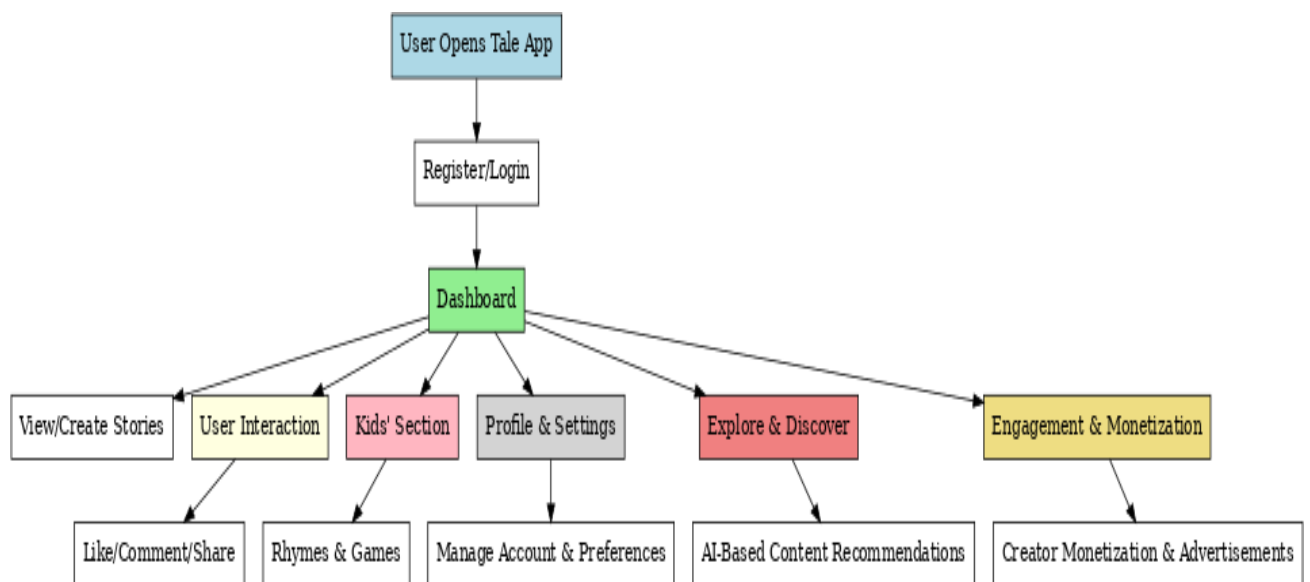 User Opens Tale App
Register/Login
Dashboard
View/Create Stories
User Interaction
Kids' Section
Profile & Settings
Explore & Discover
Engagement & Monetization
Like/Comment/Share
Rhymes & Games
Manage Account & Preferences
AI-Based Content Recommendations
Creator Monetization & Advertisements